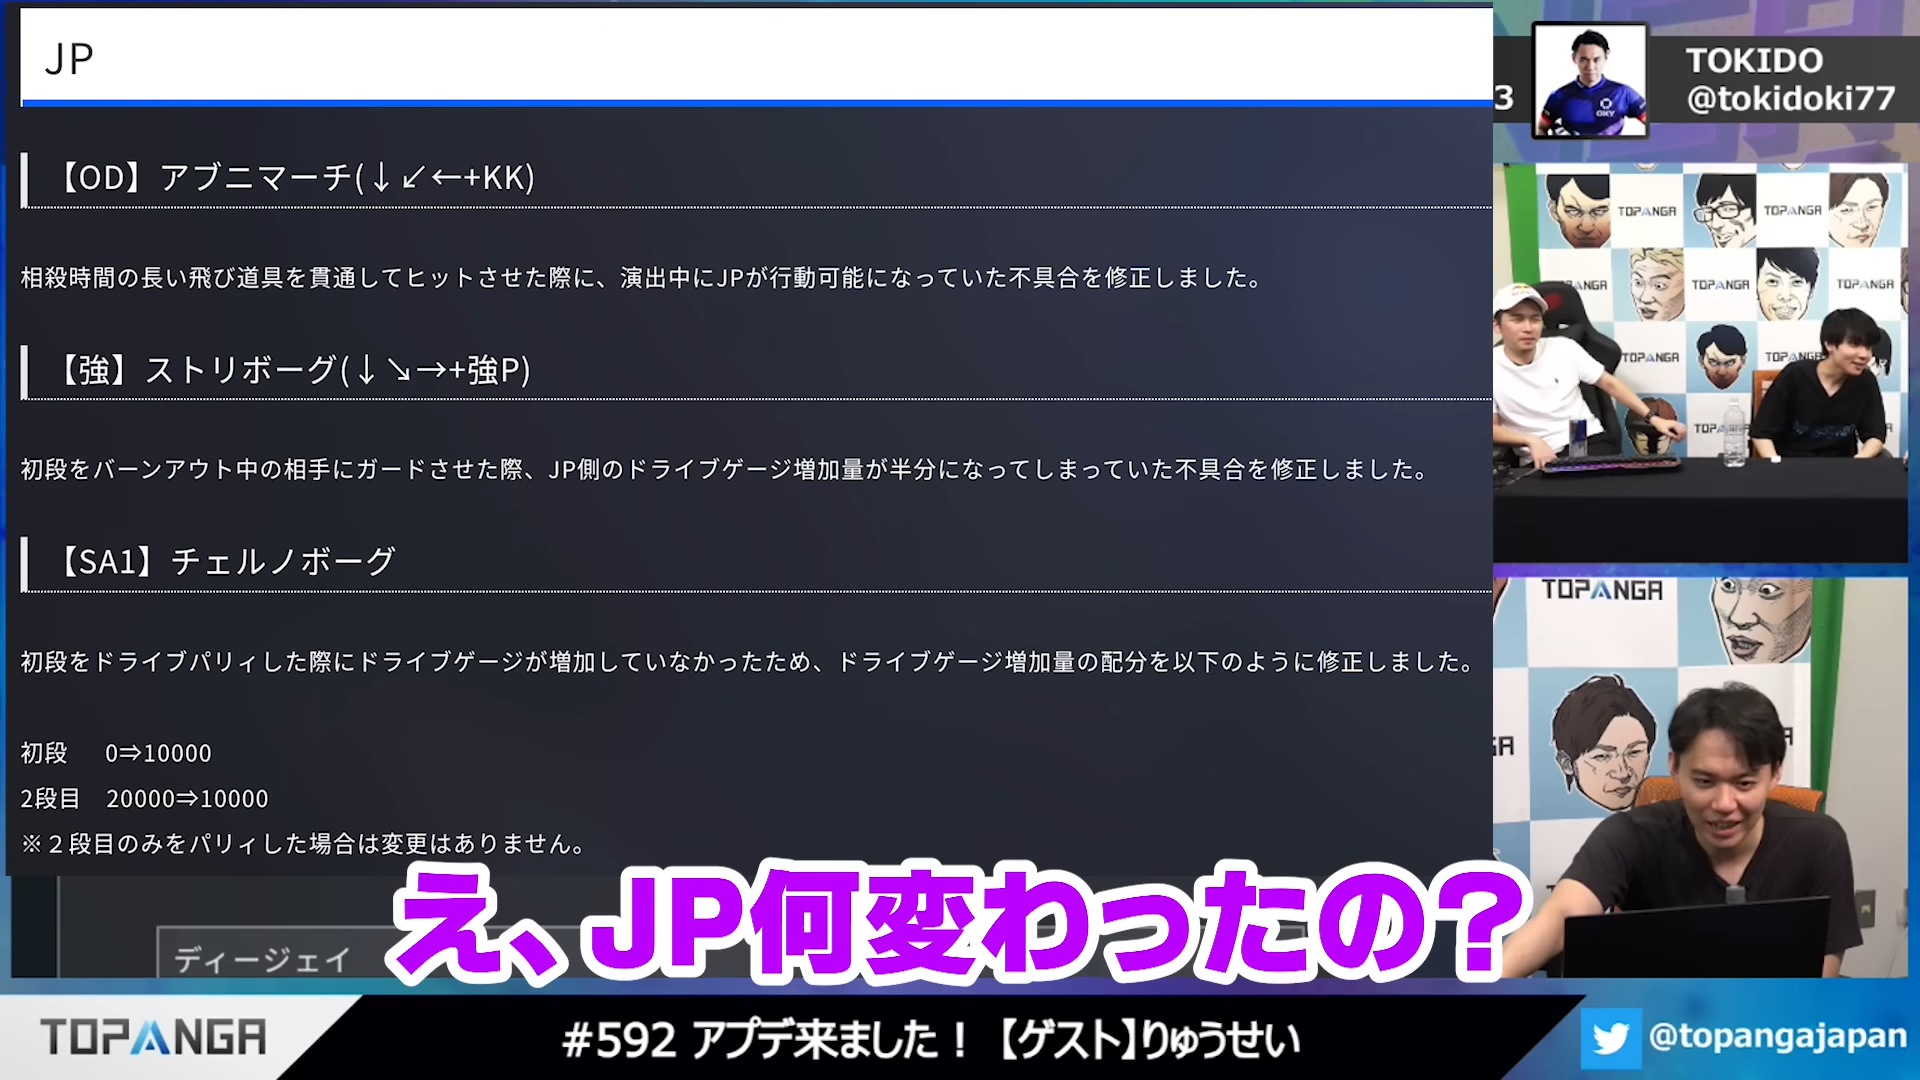 JP
【OD】アブニマーチ(↓↙←+KK)
相殺時間の長い飛び道具を貫通してヒットさせた際に、演出中にJPが行動可能になっていた不具合を修正しました。
【強】ストリボーグ(↓↘→+強P)
初段をバーンアウト中の相手にガードさせた際、JP側のドライブゲージ増加量が半分になってしまっていた不具合を修正しました。
【SA1】チェルノボーグ
初段をドライブパリィした際にドライブゲージが増加していなかったため、ドライブゲージ増加量の配分を以下のように修正しました。
初段 0⇒10000
2段目 20000⇒10000
※２段目のみをパリィした場合は変更はありません。
ディージェイ
え、JP何変わったの？
3
TOKIDO
@tokidoki77
TOPANGA
TOPANGA
TOPANGA
TOPANGA
TOPANGA
TOPANGA
TOPANGA
#592 アプデ来ました！【ゲスト】りゅうせい
@topangajapan